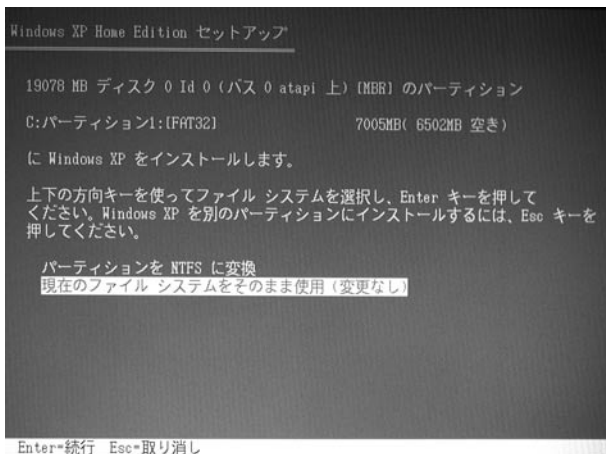 Windows XP Home Edition セットアップ
19078 MB ディスク 0 Id 0 (バス 0 atapi 上) [MBR] のパーティション
C:パーティション1:[FAT32] 7005MB( 6502MB 空き)
に Windows XP をインストールします。
上下の方向キーを使ってファイル システムを選択し、Enter キーを押して
ください。Windows XP を別のパーティションにインストールするには、Esc キーを
押してください。
パーティションを NTFS に変換
現在のファイル システムをそのまま使用 (変更なし)
Enter=続行 Esc=取り消し